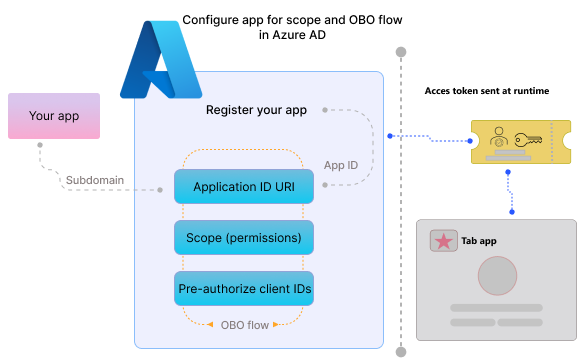 Configure app for scope and OBO flow
in Azure AD
Acces token sent at runtime
Register your app
Your app
App ID
Subdomain
Application ID URI
Scope (permissions)
Tab app
Pre-authorize client IDs
OBO flow